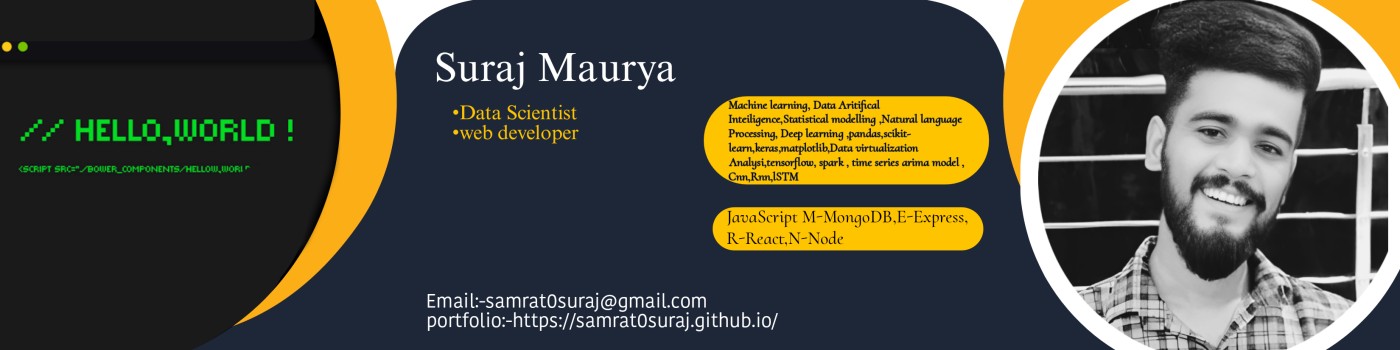 // HELLO,WORLD !
<SCRIPT SRC="./BOWER_COMPONENTS/HELLOW,WORL
Suraj Maurya
•Data Scientist
•web developer
Machine learning, Data Aritifical
Inteiligence,Statistical modelling ,Natural language
Processing, Deep learning ,pandas,scikit-
learn,keras,matplotlib,Data virtualization
Analysi,tensorflow, spark , time series arima model ,
Cnn,Rnn,lSTM
JavaScript M-MongoDB,E-Express,
R-React,N-Node
Email:-samrat0suraj@gmail.com
portfolio:-https://samrat0suraj.github.io/